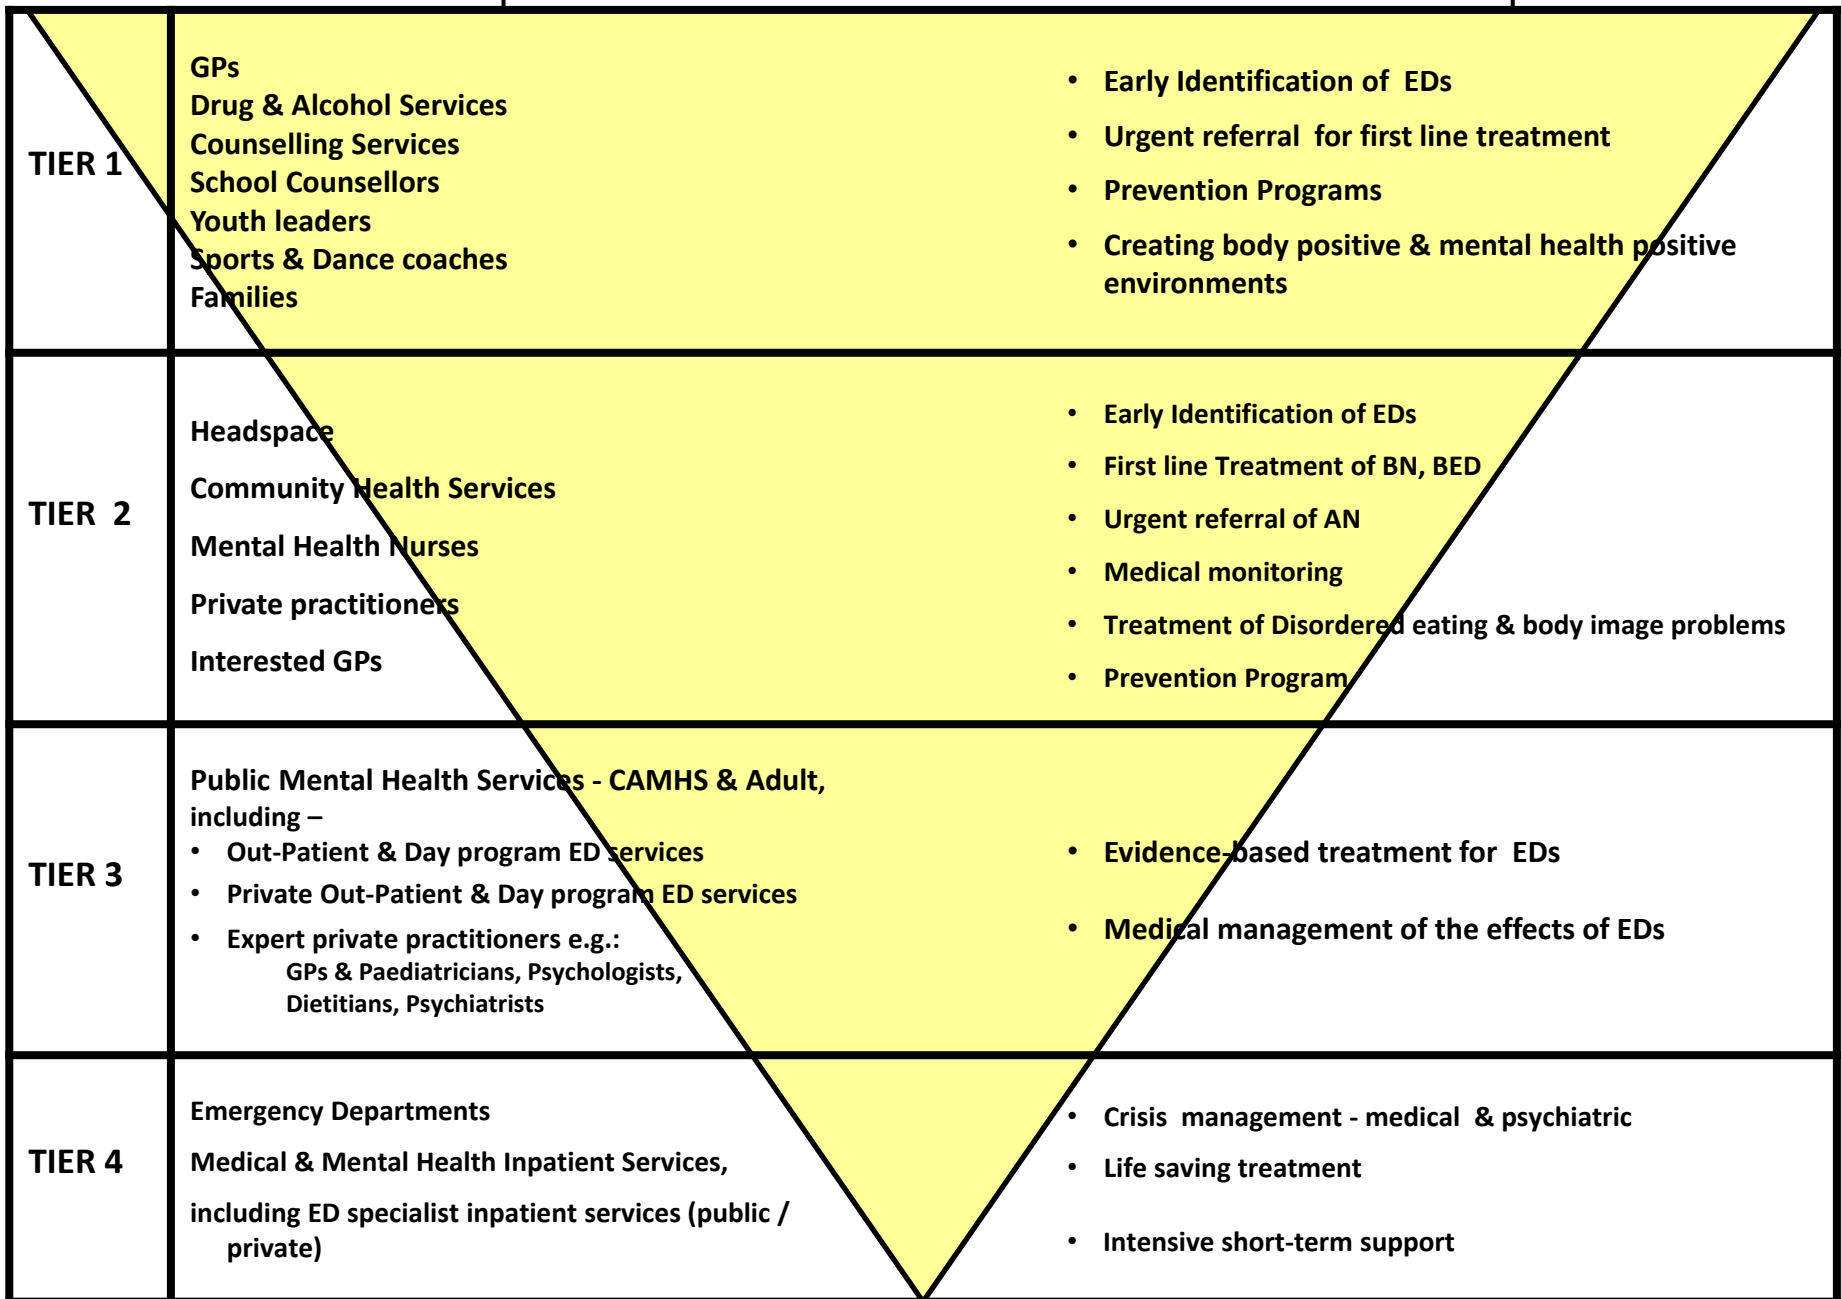 TIER 1
GPs
Drug & Alcohol Services
Counselling Services
School Counsellors
Youth leaders
Sports & Dance coaches
Families
• Early Identification of EDs
• Urgent referral for first line treatment
• Prevention Programs
• Creating body positive & mental health positive
environments
TIER 2
Headspace
Community Health Services
Mental Health Nurses
Private practitioners
Interested GPs
• Early Identification of EDs
• First line Treatment of BN, BED
• Urgent referral of AN
• Medical monitoring
• Treatment of Disordered eating & body image problems
• Prevention Program
TIER 3
Public Mental Health Services - CAMHS & Adult,
including –
• Out-Patient & Day program ED services
• Private Out-Patient & Day program ED services
• Expert private practitioners e.g.:
GPs & Paediatricians, Psychologists,
Dietitians, Psychiatrists
• Evidence-based treatment for EDs
• Medical management of the effects of EDs
TIER 4
Emergency Departments
Medical & Mental Health Inpatient Services,
including ED specialist inpatient services (public /
private)
• Crisis management - medical & psychiatric
• Life saving treatment
• Intensive short-term support